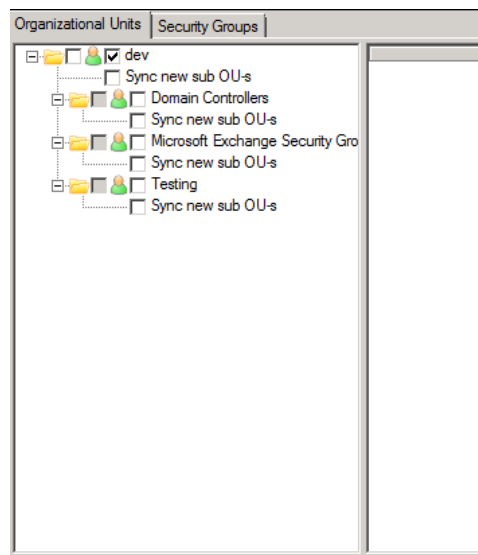 Organizational Units Security Groups
dev
Sync new sub OU-s
Domain Controllers
Sync new sub OU-s
Microsoft Exchange Security Gro
Sync new sub OU-s
Testing
Sync new sub OU-s